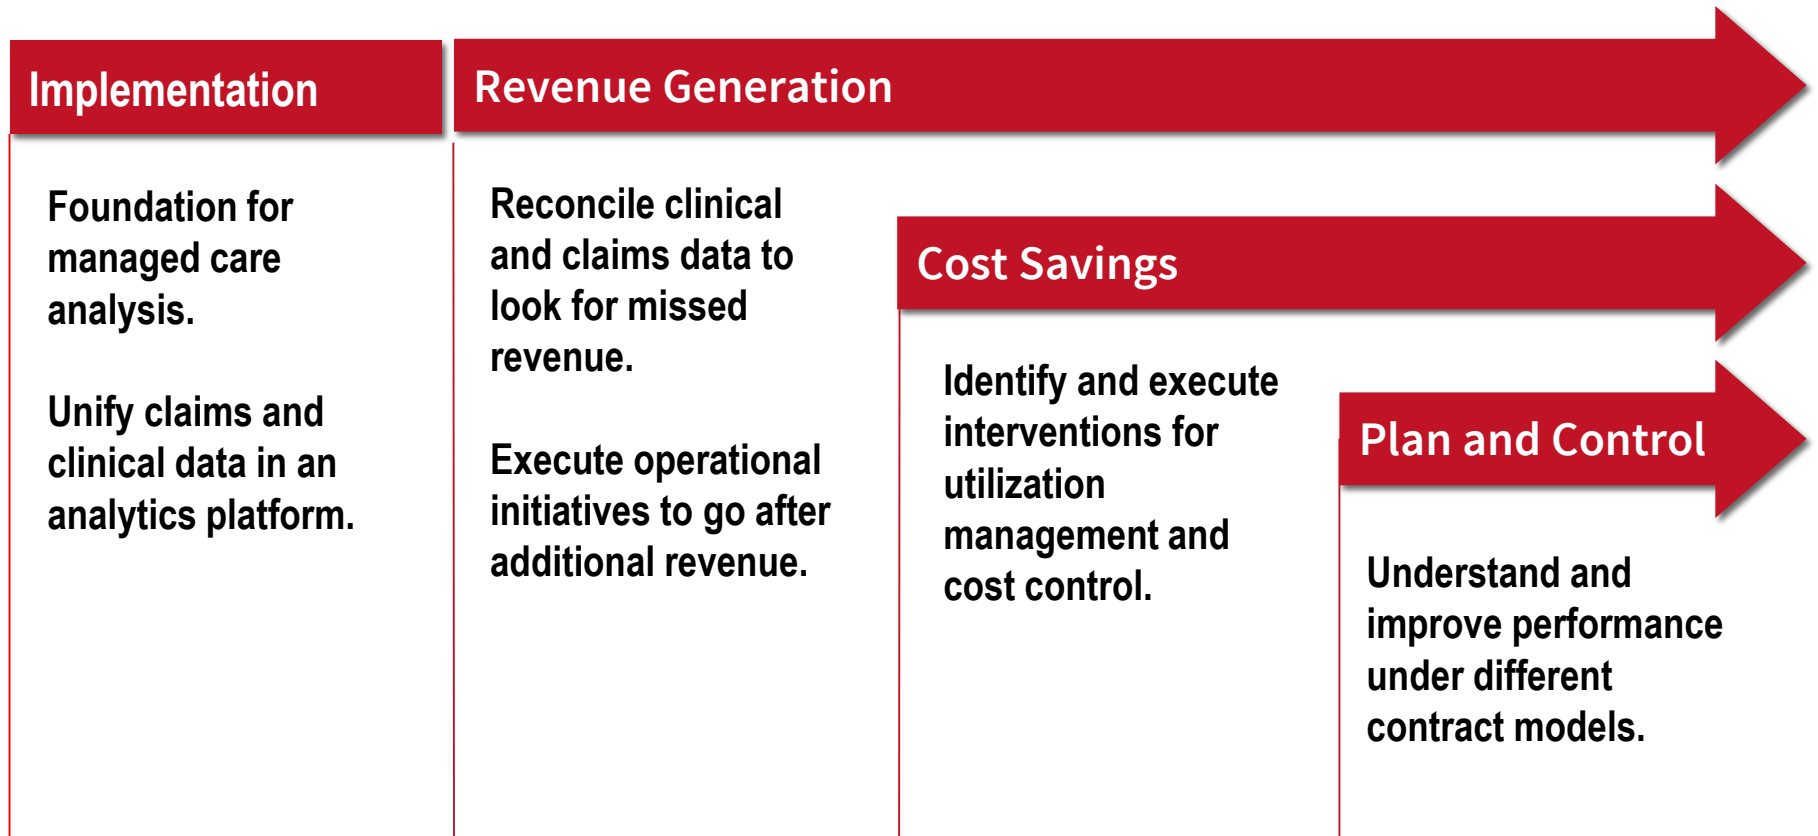 Implementation
Foundation for
managed care
analysis.
Unify claims and
clinical data in an
analytics platform.
Revenue Generation
Reconcile clinical
and claims data to
look for missed
revenue.
Execute operational
initiatives to go after
additional revenue.
Cost Savings
Identify and execute
interventions for
utilization
management and
cost control.
Plan and Control
Understand and
improve performance
under different
contract models.